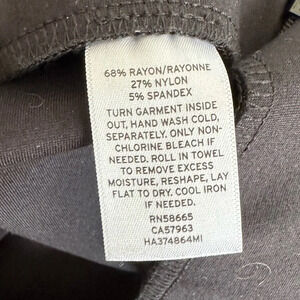 68% RAYON/RAYONNE
27% NYLON
5% SPANDEX
TURN GARMENT INSIDE
OUT, HAND WASH COLD,
SEPARATELY. ONLY NON-
CHLORINE BLEACH IF
NEEDED. ROLL IN TOWEL
TO REMOVE EXCESS
MOISTURE, RESHAPE, LAY
FLAT TO DRY. COOL IRON
IF NEEDED.
RN58665
CA57963
HA374864MI